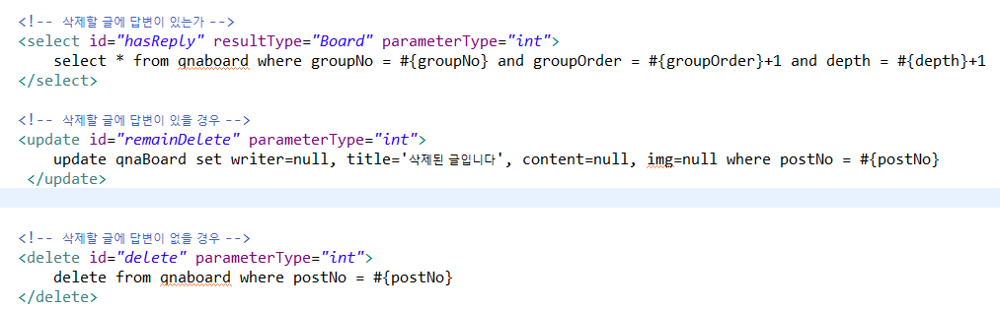 <!-- 삭제할 글에 답변이 있는가 -->
<select id="hasReply" resultType="Board" parameterType="int">
select * from qnaboard where groupNo = #{groupNo} and groupOrder = #{groupOrder}+1 and depth = #{depth}+1
</select>
<!-- 삭제할 글에 답변이 있을 경우 -->
<update id="remainDelete" parameterType="int">
update qnaBoard set writer=null, title='삭제된 글입니다', content=null, img=null where postNo = #{postNo}
</update>
<!-- 삭제할 글에 답변이 없을 경우 -->
<delete id="delete" parameterType="int">
delete from qnaboard where postNo = #{postNo}
</delete>